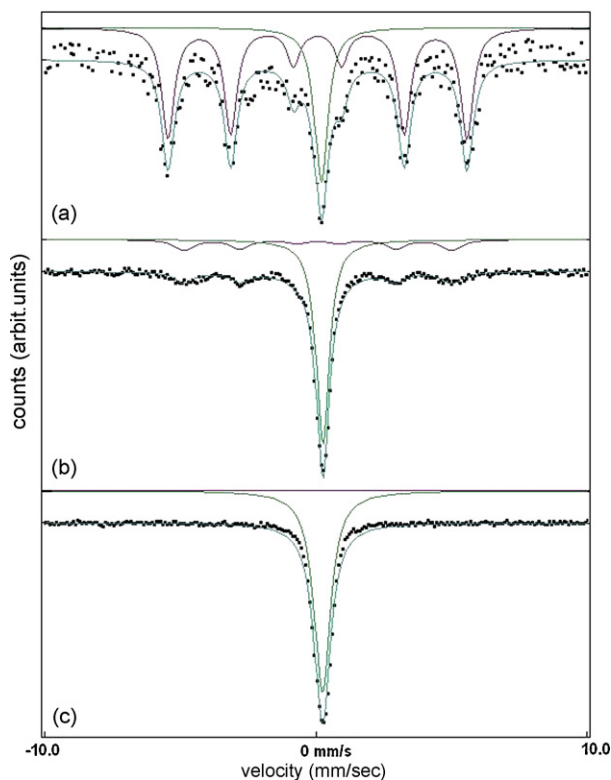 counts (arbit.units)
(a)
(b)
(c)
-10.0 0 mm/s 10.0
velocity (mm/sec)